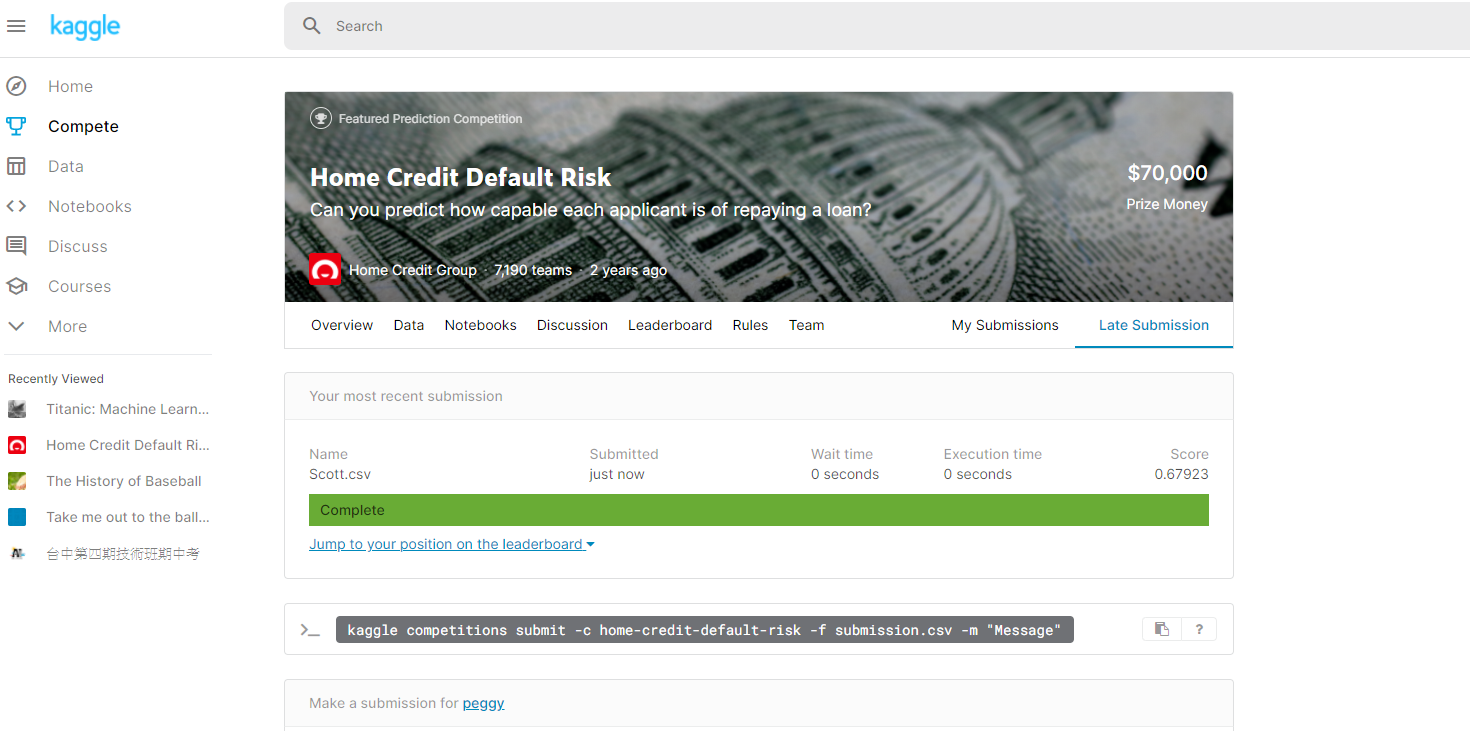 kaggle
Search
Home
Compete
Data
Notebooks
Discuss
Courses
More
Recently Viewed
Titanic: Machine Learn...
Home Credit Default Ri...
The History of Baseball
Take me out to the ball...
台中第四期技術班期中考
Featured Prediction Competition
Home Credit Default Risk
Can you predict how capable each applicant is of repaying a loan?
$70,000
Prize Money
Home Credit Group · 7,190 teams · 2 years ago
Overview Data Notebooks Discussion Leaderboard Rules Team My Submissions Late Submission
Your most recent submission
Name Submitted Wait time Execution time Score
Scott.csv just now 0 seconds 0 seconds 0.67923
Complete
Jump to your position on the leaderboard
>_ kaggle competitions submit -c home-credit-default-risk -f submission.csv -m "Message" ?
Make a submission for peggy